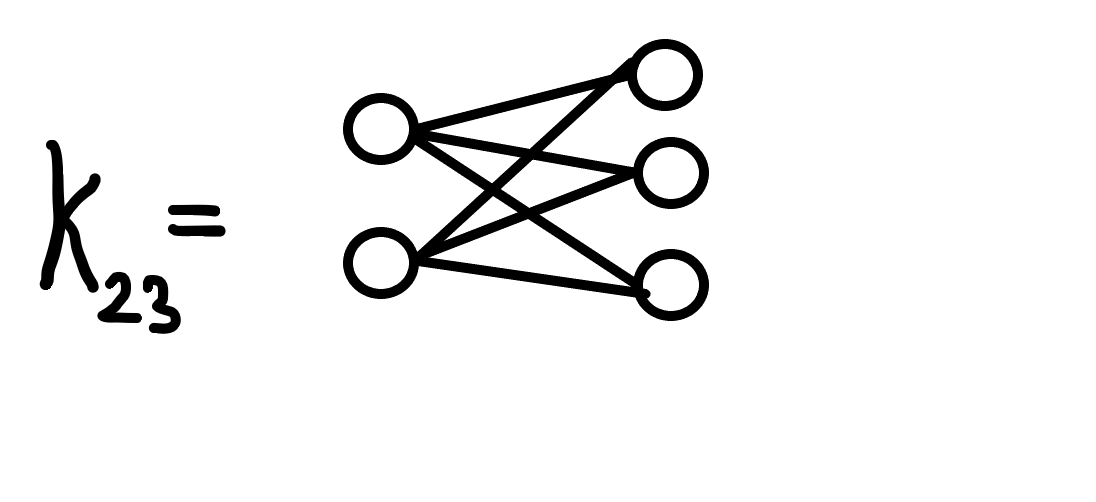 K₂₃ =